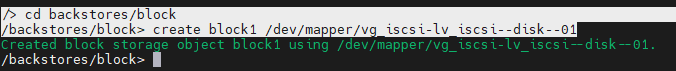 /> cd backstores/block
/backstores/block> create block1 /dev/mapper/vg_iscsi-lv_iscsi--disk--01
Created block storage object block1 using /dev/mapper/vg_iscsi-lv_iscsi--disk--01.
/backstores/block>